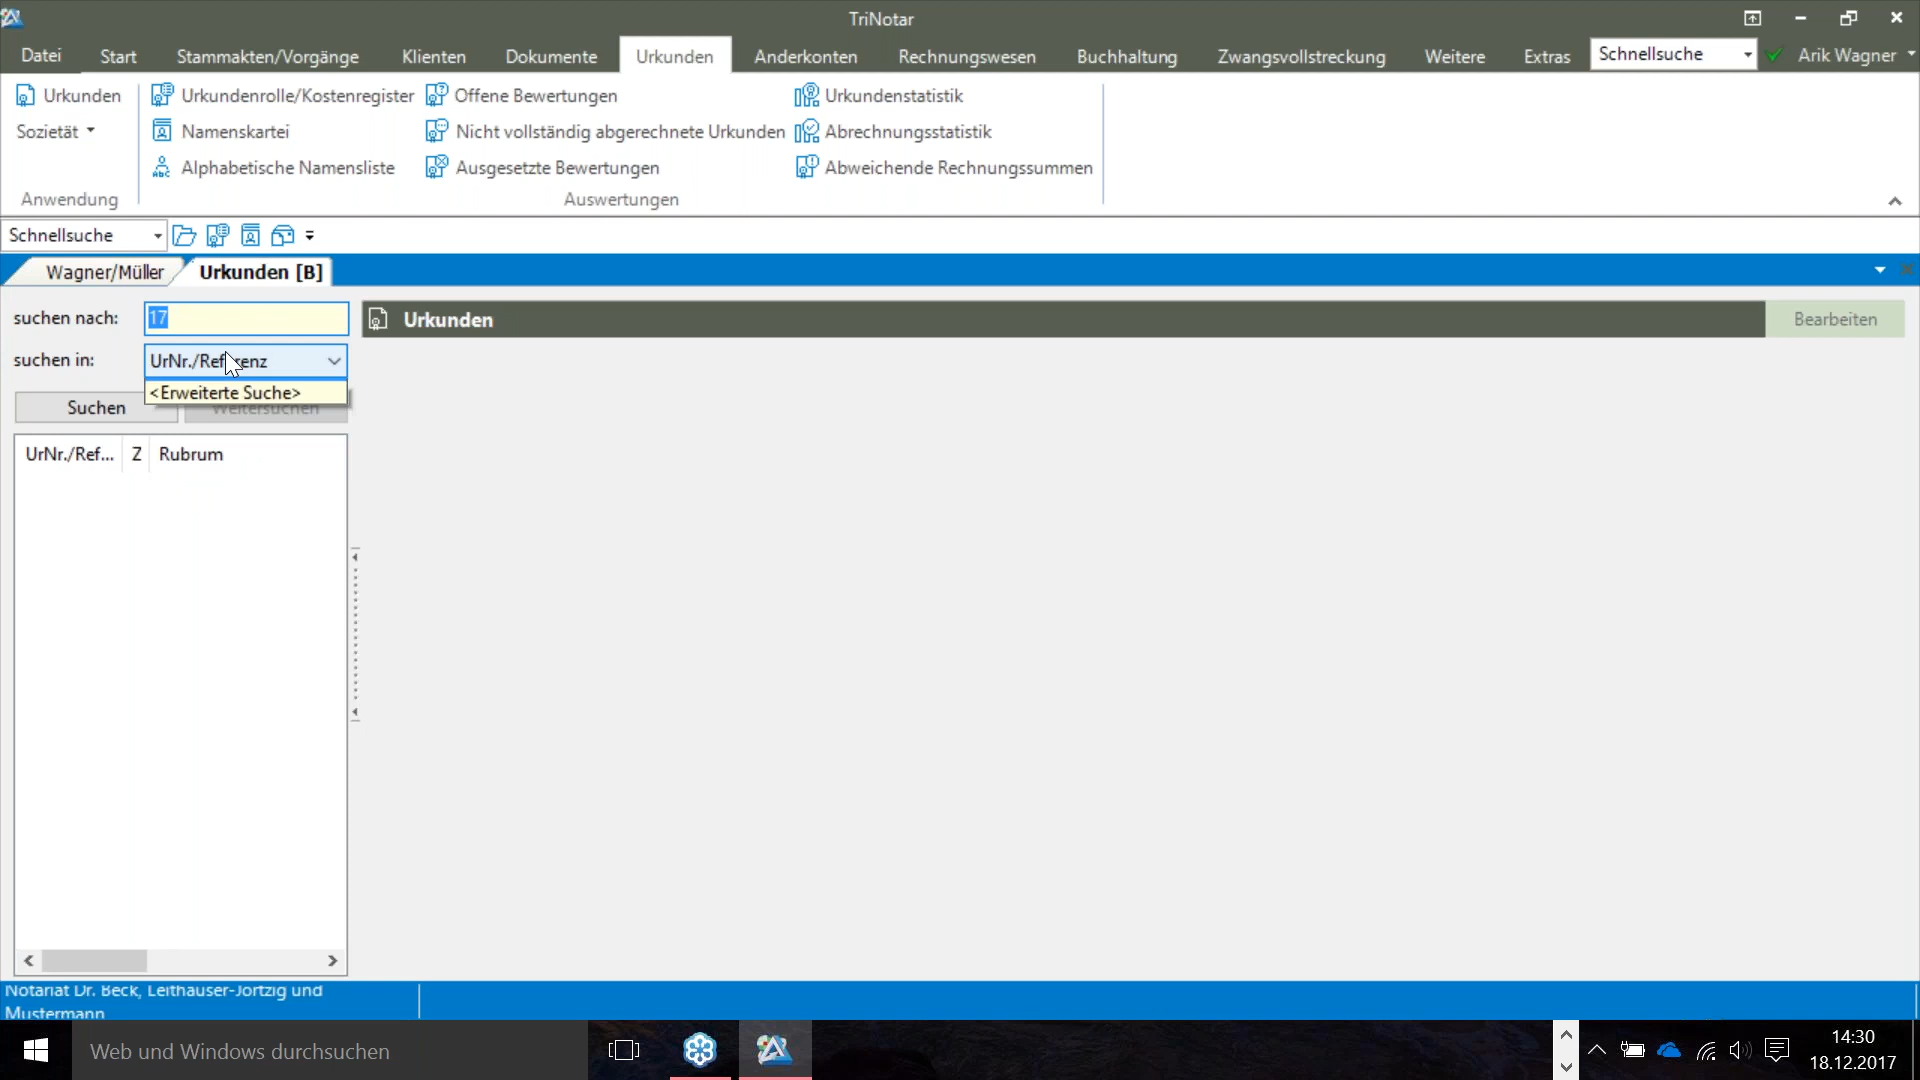 TriNotar
Datei Start Stammakten/Vorgänge Klienten Dokumente Urkunden Anderkonten Rechnungswesen Buchhaltung Zwangsvollstreckung Weitere Extras Schnellsuche Arik Wagner
Urkunden Urkundenrolle/Kostenregister Offene Bewertungen Urkundenstatistik
Sozietät Namenskartei Nicht vollständig abgerechnete Urkunden Abrechnungsstatistik
Alphabetische Namensliste Ausgesetzte Bewertungen Abweichende Rechnungssummen
Anwendung Auswertungen
Schnellsuche
Wagner/Müller Urkunden [B]
suchen nach: 17 Urkunden Bearbeiten
suchen in: UrNr./Referenz
<Erweiterte Suche>
Suchen Weitersuchen
UrNr./Ref... Z Rubrum
Notariat Dr. Beck, Leithäuser-Jortzig und
Mustermann
Web und Windows durchsuchen
14:30
18.12.2017